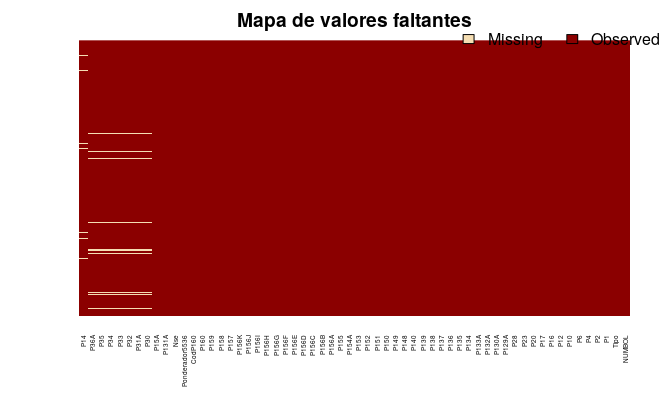 Mapa de valores faltantes
Missing Observed
P14
P36A
P35
P34
P33
P32
P31A
P30
P15A
P131A
Nse
Ponderador5536
CodP160
P160
P159
P158
P157
P156K
P156J
P156I
P156H
P156G
P156F
P156E
P156D
P156C
P156B
P156A
P155
P154A
P153
P152
P151
P150
P149
P148
P140
P139
P138
P137
P136
P135
P134
P133A
P132A
P130A
P129A
P28
P23
P20
P17
P16
P12
P10
P6
P4
P2
P1
Tipo
NUMBOL